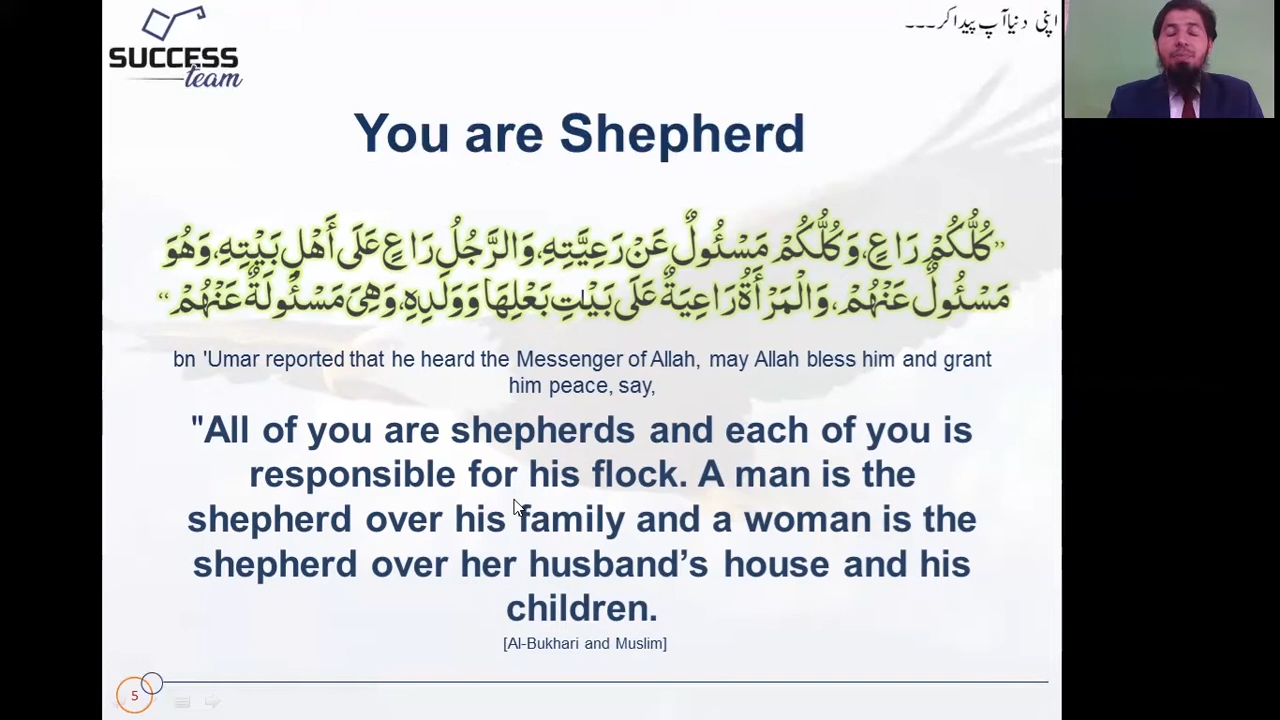 SUCCESS
team
اپنی دنیا آپ پیدا کر...
You are Shepherd
”كُلُّكُمْ رَاعٍ، وَكُلُّكُمْ مَسْئُولٌ عَنْ رَعِيَّتِهِ، وَالرَّجُلُ رَاعٍ عَلَى أَهْلِ بَيْتِهِ، وَهُوَ
مَسْئُولٌ عَنْهُمْ، وَالْمَرْأَةُ رَاعِيَةٌ عَلَى بَيْتِ بَعْلِهَا وَوَلَدِهِ، وَهِىَ مَسْئُولَةٌ عَنْهُمْ“
bn 'Umar reported that he heard the Messenger of Allah, may Allah bless him and grant
him peace, say,
"All of you are shepherds and each of you is
responsible for his flock. A man is the
shepherd over his family and a woman is the
shepherd over her husband’s house and his
children.
[Al-Bukhari and Muslim]
5